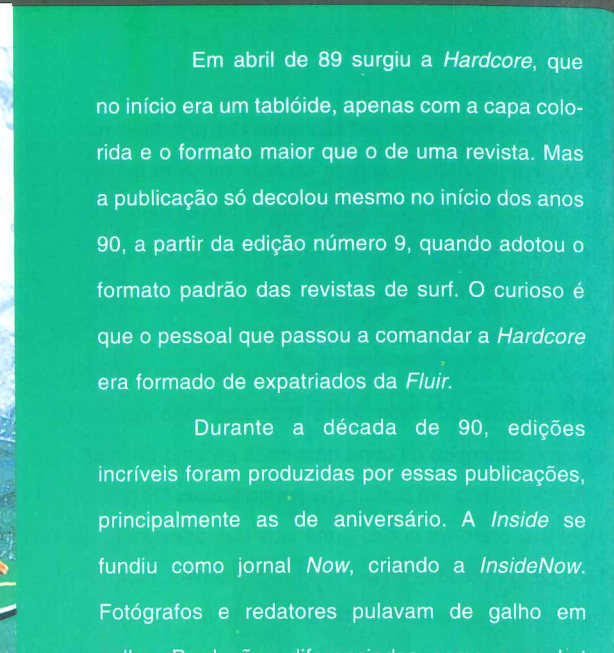 Em abril de 89 surgiu a Hardcore, que
no início era um tablóide, apenas com a capa colo-
rida e o formato maior que o de uma revista. Mas
a publicação só decolou mesmo no início dos anos
90, a partir da edição número 9, quando adotou o
formato padrão das revistas de surf. O curioso é
que o pessoal que passou a comandar a Hardcore
era formado de expatriados da Fluir.
Durante a década de 90, edições
incríveis foram produzidas por essas publicações,
principalmente as de aniversário. A Inside se
fundiu como jornal Now, criando a InsideNow.
Fotógrafos e redatores pulavam de galho em